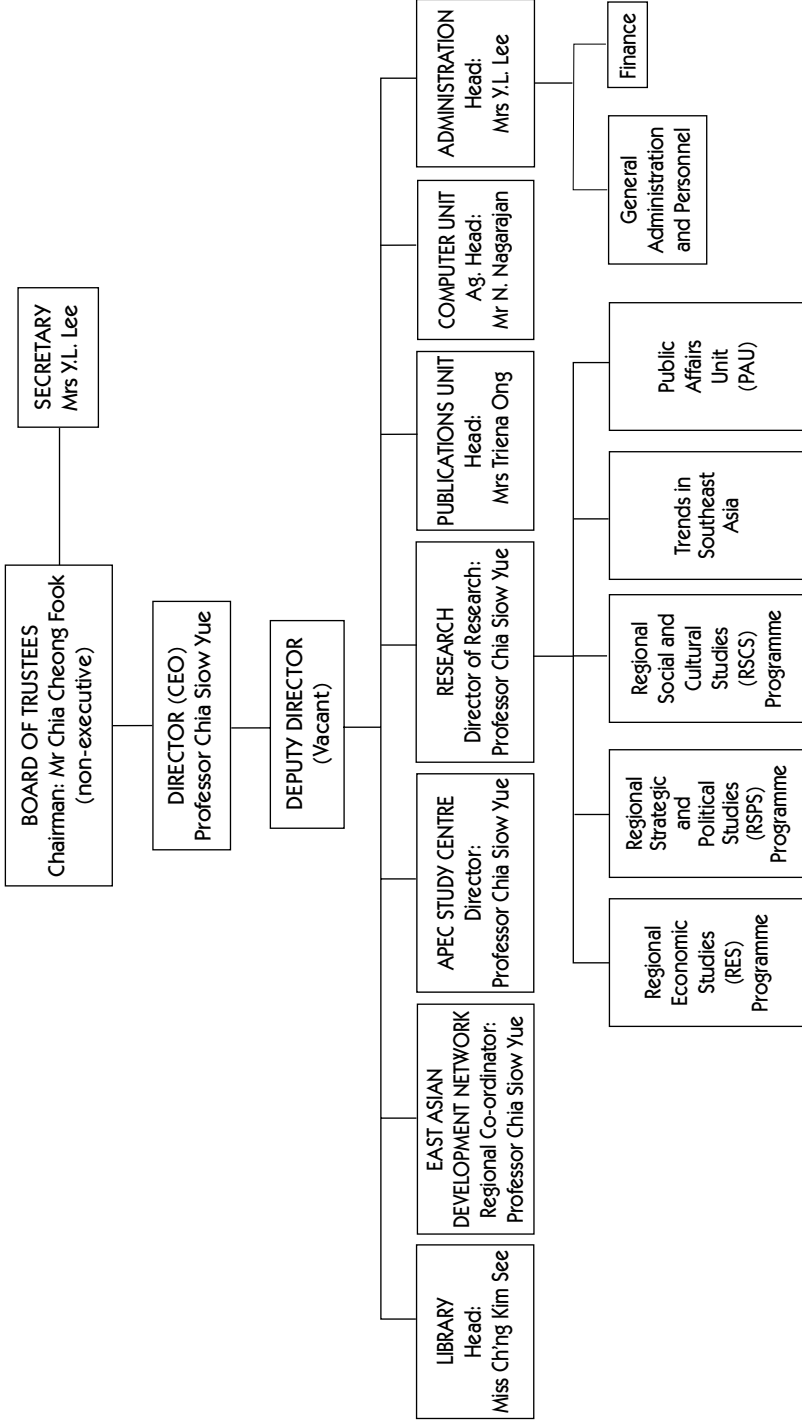 BOARD OF TRUSTEES
Chairman: Mr Chia Cheong Fook
(non-executive)
SECRETARY
Mrs Y.L. Lee
DIRECTOR (CEO)
Professor Chia Siow Yue
DEPUTY DIRECTOR
(Vacant)
LIBRARY
Head:
Miss Ch'ng Kim See
EAST ASIAN
DEVELOPMENT NETWORK
Regional Co-ordinator:
Professor Chia Siow Yue
APEC STUDY CENTRE
Director:
Professor Chia Siow Yue
RESEARCH
Director of Research:
Professor Chia Siow Yue
PUBLICATIONS UNIT
Head:
Mrs Triena Ong
COMPUTER UNIT
Ag. Head:
Mr N. Nagarajan
ADMINISTRATION
Head:
Mrs Y.L. Lee
Regional
Economic
Studies
(RES)
Programme
Regional
Strategic
and
Political
Studies
(RSPS)
Programme
Regional
Social and
Cultural
Studies
(RSCS)
Programme
Trends in
Southeast
Asia
Public
Affairs
Unit
(PAU)
General
Administration
and Personnel
Finance